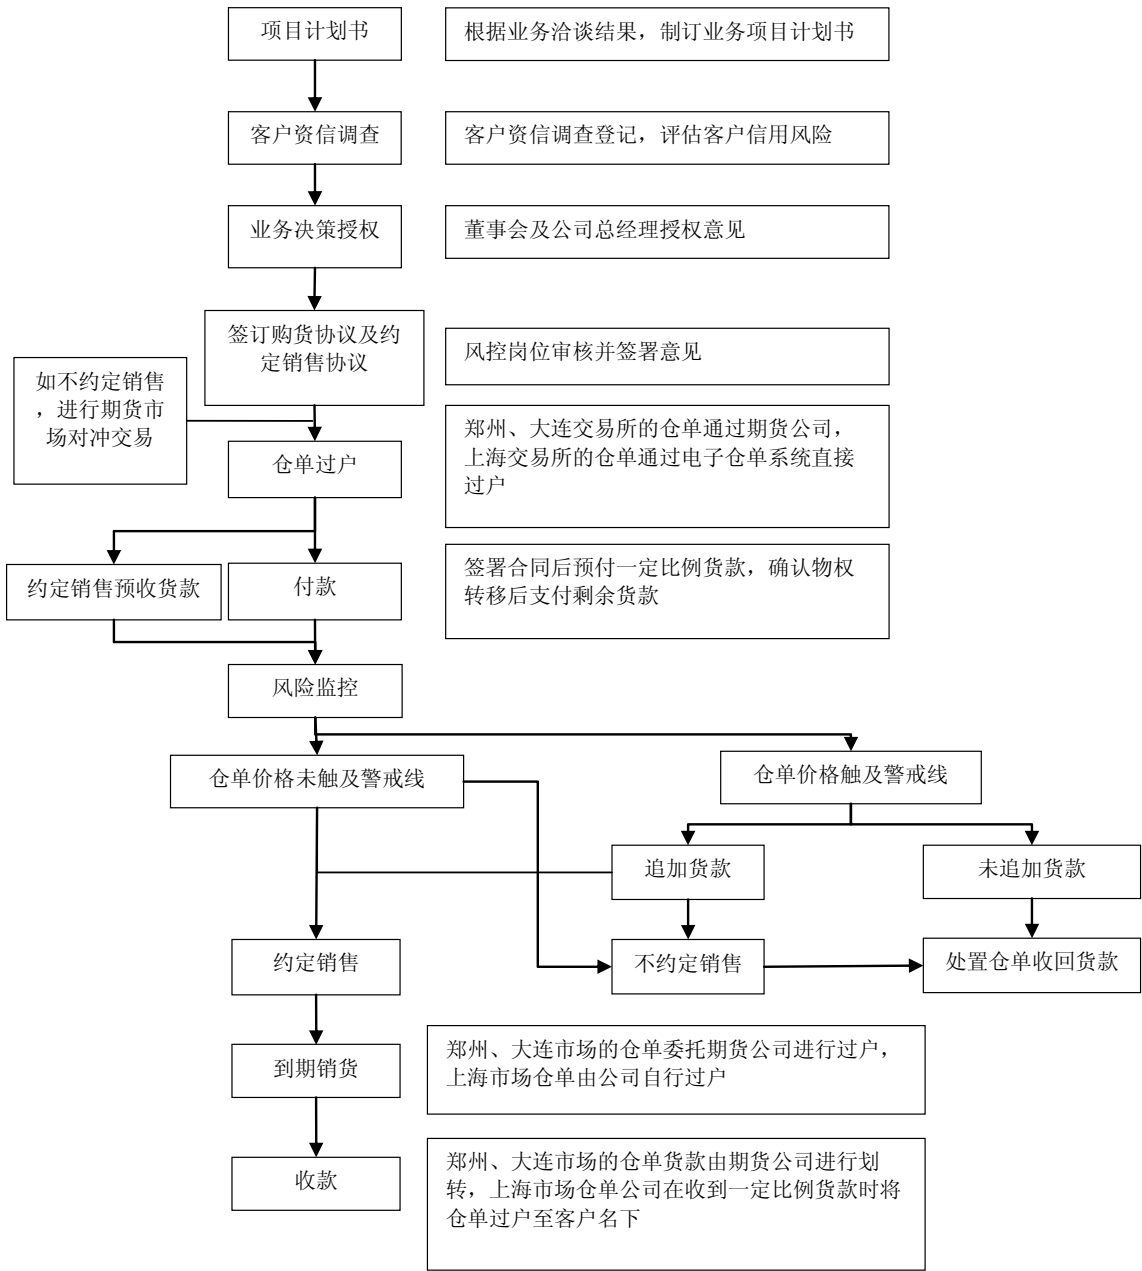 项目计划书
根据业务洽谈结果，制订业务项目计划书
客户资信调查
客户资信调查登记，评估客户信用风险
业务决策授权
董事会及公司总经理授权意见
签订购货协议及约
定销售协议
风控岗位审核并签署意见
如不约定销售
，进行期货市
场对冲交易
仓单过户
郑州、大连交易所的仓单通过期货公司，
上海交易所的仓单通过电子仓单系统直接
过户
约定销售预收货款
付款
签署合同后预付一定比例货款，确认物权
转移后支付剩余货款
风险监控
仓单价格未触及警戒线
仓单价格触及警戒线
追加货款
未追加货款
约定销售
不约定销售
处置仓单收回货款
到期销货
郑州、大连市场的仓单委托期货公司进行过户，
上海市场仓单由公司自行过户
收款
郑州、大连市场的仓单货款由期货公司进行划
转，上海市场仓单公司在收到一定比例货款时将
仓单过户至客户名下